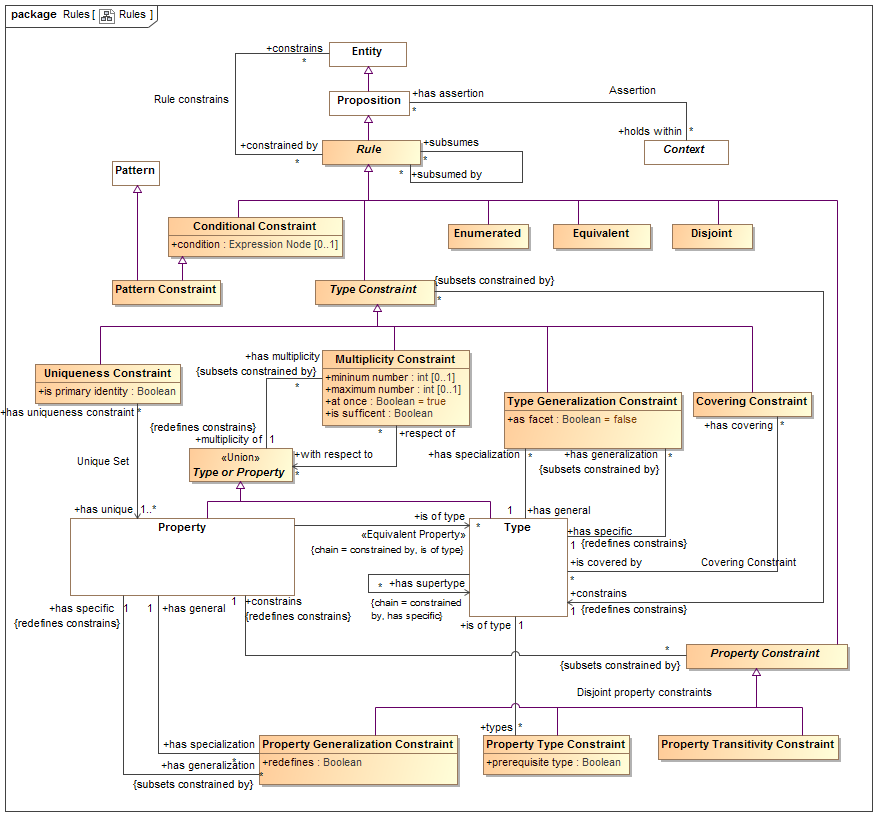 package Rules [ Rules ]
+constrains
*
Entity
Rule constrains
Proposition
+has assertion
*
Assertion
+holds within
*
Context
+constrained by
*
Rule
+subsumes
*
* +subsumed by
Pattern
Conditional Constraint
+condition : Expression Node [0..1]
Enumerated
Equivalent
Disjoint
Pattern Constraint
Type Constraint
{subsets constrained by}
*
Uniqueness Constraint
+is primary identity : Boolean
+has multiplicity
{subsets constrained by}
*
Multiplicity Constraint
+minimum number : int [0..1]
+maximum number : int [0..1]
+at once : Boolean = true
+is sufficent : Boolean
Type Generalization Constraint
+as facet : Boolean = false
Covering Constraint
+has uniqueness constraint *
{redefines constrains}
+multiplicity of 1
* +respect of
+has covering *
Unique Set
«Union»
Type or Property
+with respect to
*
+has specialization *
+has generalization *
{subsets constrained by}
+has unique 1..*
Property
+is of type
*
«Equivalent Property»
{chain = constrained by, is of type}
1 +has general
Type
+has specific
1 {redefines constrains}
+is covered by
*
Covering Constraint
* +has supertype
{chain = constrained
by, has specific}
+constrains
1 {redefines constrains}
+has specific
{redefines constrains}
1
1 +has general
1 +constrains
{redefines constrains}
+is of type 1
*
{subsets constrained by}
Property Constraint
Disjoint property constraints
+types *
+has specialization
*
+has generalization
*
{subsets constrained by}
Property Generalization Constraint
+redefines : Boolean
Property Type Constraint
+prerequisite type : Boolean
Property Transitivity Constraint